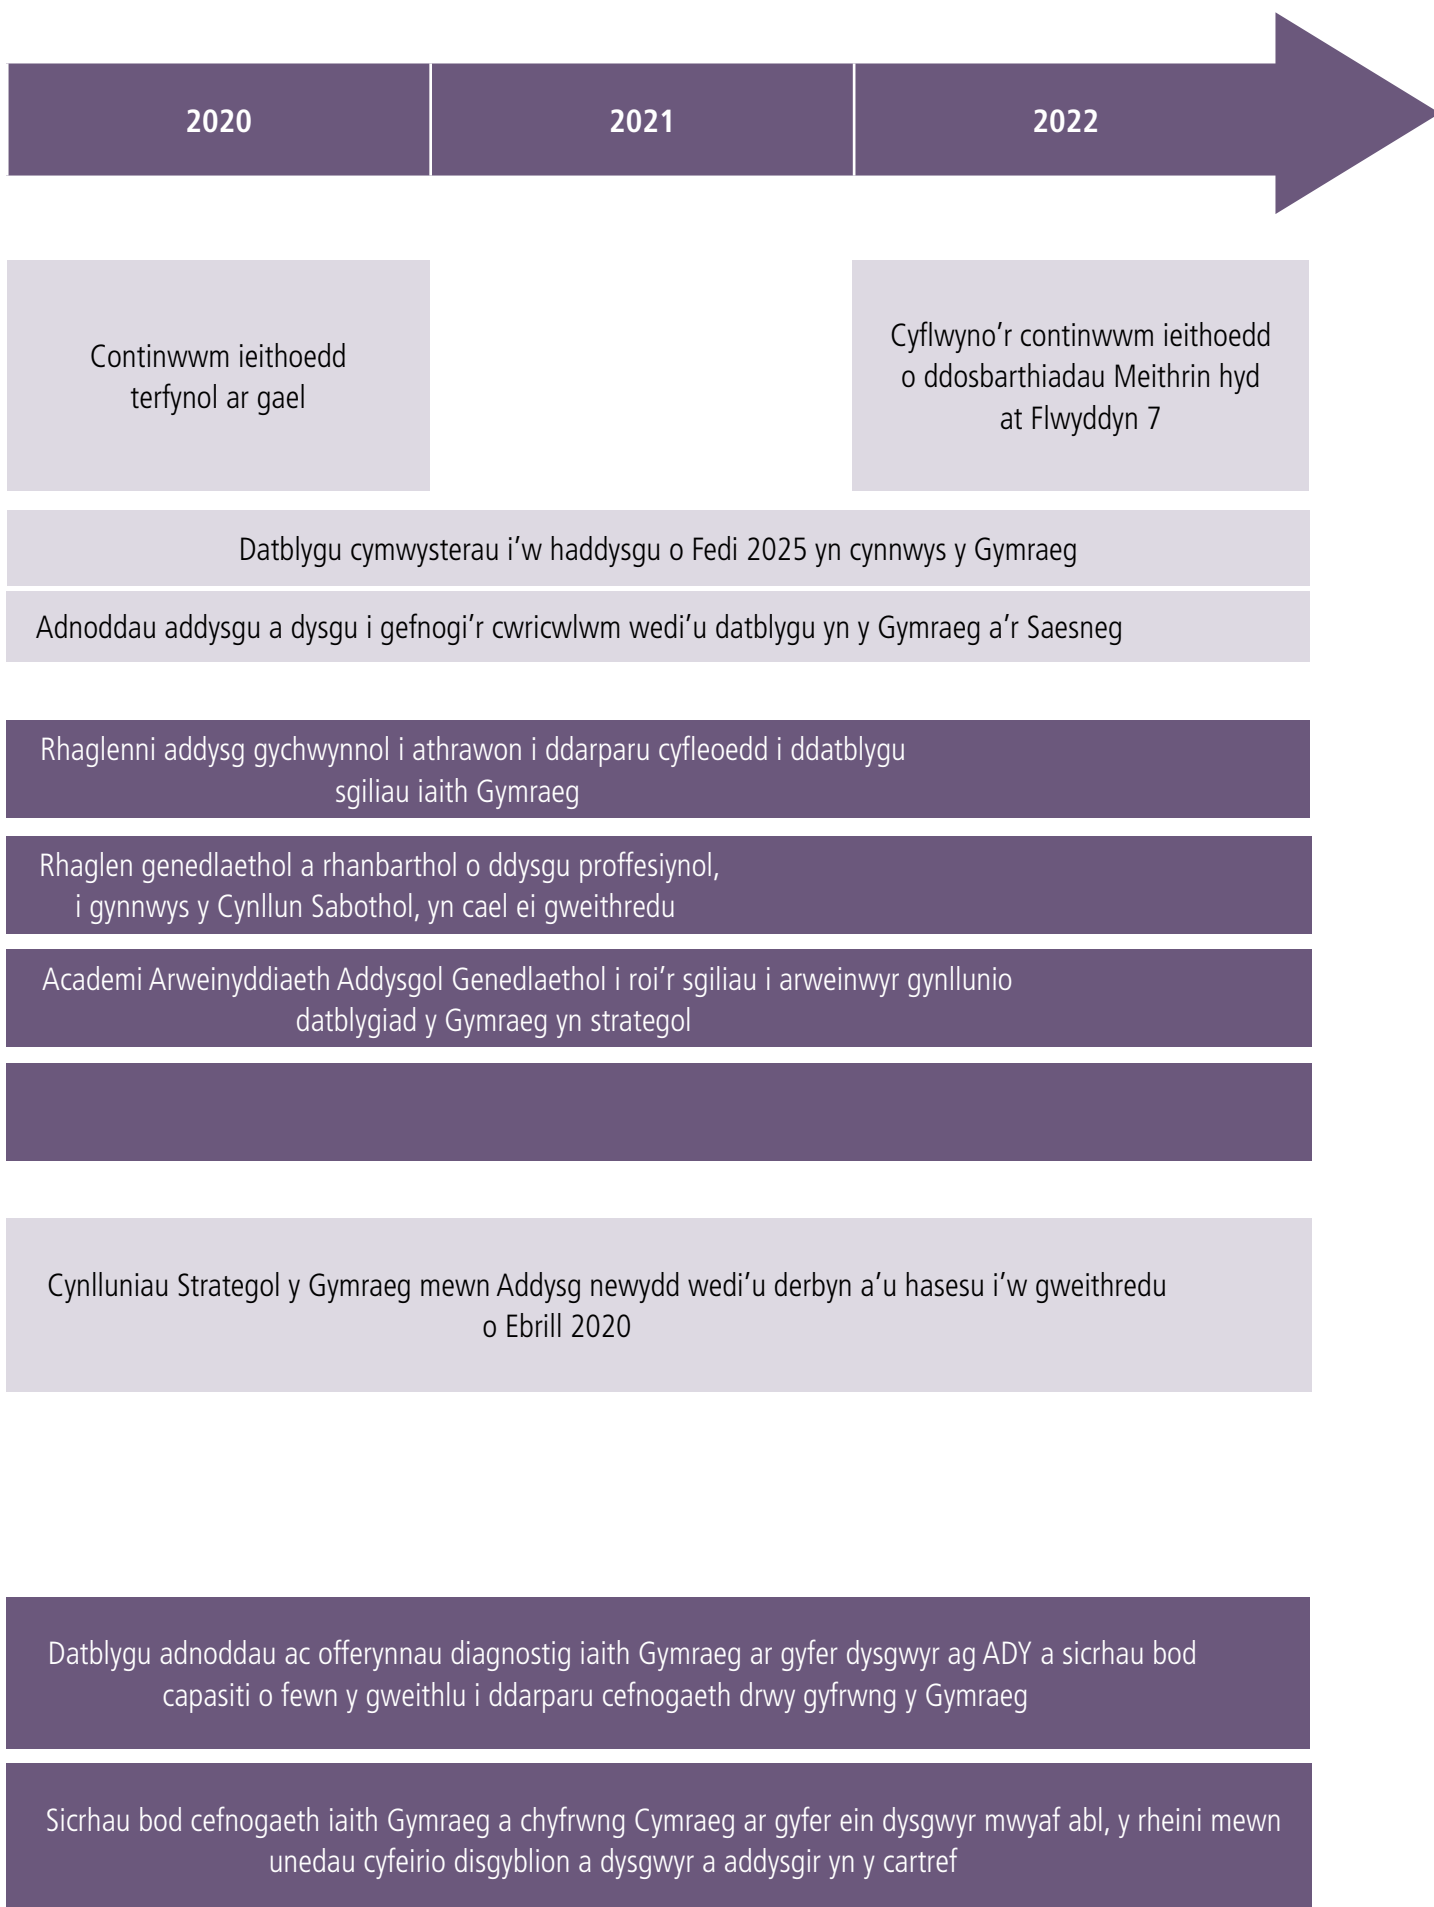 2020
2021
2022
Continwwm ieithoedd
terfynol ar gael
Cyflwyno’r continwwm ieithoedd
o ddosbarthiadau Meithrin hyd
at Flwyddyn 7
Datblygu cymwysterau i’w haddysgu o Fedi 2025 yn cynnwys y Gymraeg
Adnoddau addysgu a dysgu i gefnogi’r cwricwlwm wedi’u datblygu yn y Gymraeg a’r Saesneg
Rhaglenni addysg gychwynnol i athrawon i ddarparu cyfleoedd i ddatblygu
sgiliau iaith Gymraeg
Rhaglen genedlaethol a rhanbarthol o ddysgu proffesiynol,
i gynnwys y Cynllun Sabothol, yn cael ei gweithredu
Academi Arweinyddiaeth Addysgol Genedlaethol i roi’r sgiliau i arweinwyr gynllunio
datblygiad y Gymraeg yn strategol
Cynlluniau Strategol y Gymraeg mewn Addysg newydd wedi’u derbyn a’u hasesu i’w gweithredu
o Ebrill 2020
Datblygu adnoddau ac offerynnau diagnostig iaith Gymraeg ar gyfer dysgwyr ag ADY a sicrhau bod
capasiti o fewn y gweithlu i ddarparu cefnogaeth drwy gyfrwng y Gymraeg
Sicrhau bod cefnogaeth iaith Gymraeg a chyfrwng Cymraeg ar gyfer ein dysgwyr mwyaf abl, y rheini mewn
unedau cyfeirio disgyblion a dysgwyr a addysgir yn y cartref